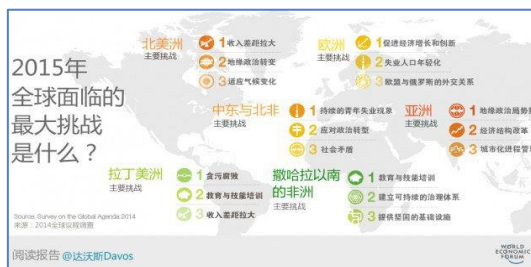 2015年
全球面临的
最大挑战
是什么？
北美洲
主要挑战
1 收入差距拉大
2 地缘政治转变
3 适应气候变化
欧洲
主要挑战
1 促进经济增长和创新
2 失业人口年轻化
3 欧盟与俄罗斯的外交关系
中东与北非
主要挑战
1 持续的青年失业现象
2 应对政治转型
3 社会矛盾
亚洲
主要挑战
1 地缘政治局势
2 经济结构改革
3 城市化进程管
拉丁美洲
主要挑战
1 贪污腐败
2 教育与技能培训
3 收入差距拉大
撒哈拉以南
的非洲
主要挑战
1 教育与技能培训
2 建立可持续的治理体系
3 提供坚固的基础设施
Source: Survey on the Global Agenda 2014
来源：2014全球议程调查
阅读报告 @达沃斯Davos
WORLD
ECONOMIC
FORUM